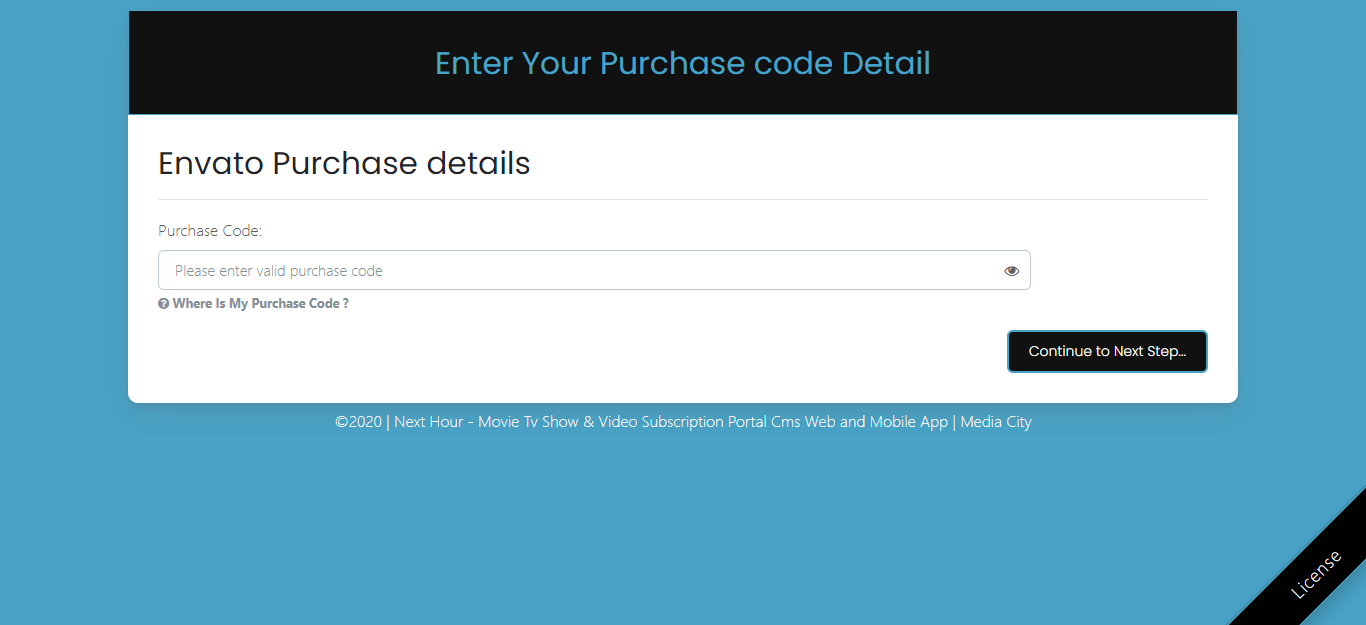 Enter Your Purchase code Detail
Envato Purchase details
Purchase Code:
Please enter valid purchase code
Where Is My Purchase Code ?
Continue to Next Step...
©2020 | Next Hour - Movie Tv Show & Video Subscription Portal Cms Web and Mobile App | Media City
License